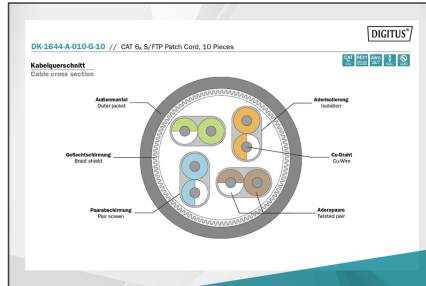 DIGITUS®
DK-1644-A-010-G-10 // CAT 6A S/FTP Patch Cord, 10 Pieces
Kabelquerschnitt
Cable cross section
Außenmantel
Outer jacket
Aderisolierung
Isolation
Geflechtschirmung
Braid shield
Cu-Draht
Cu-Wire
Paarabschirmung
Pair screen
Adernpaare
Twisted pair